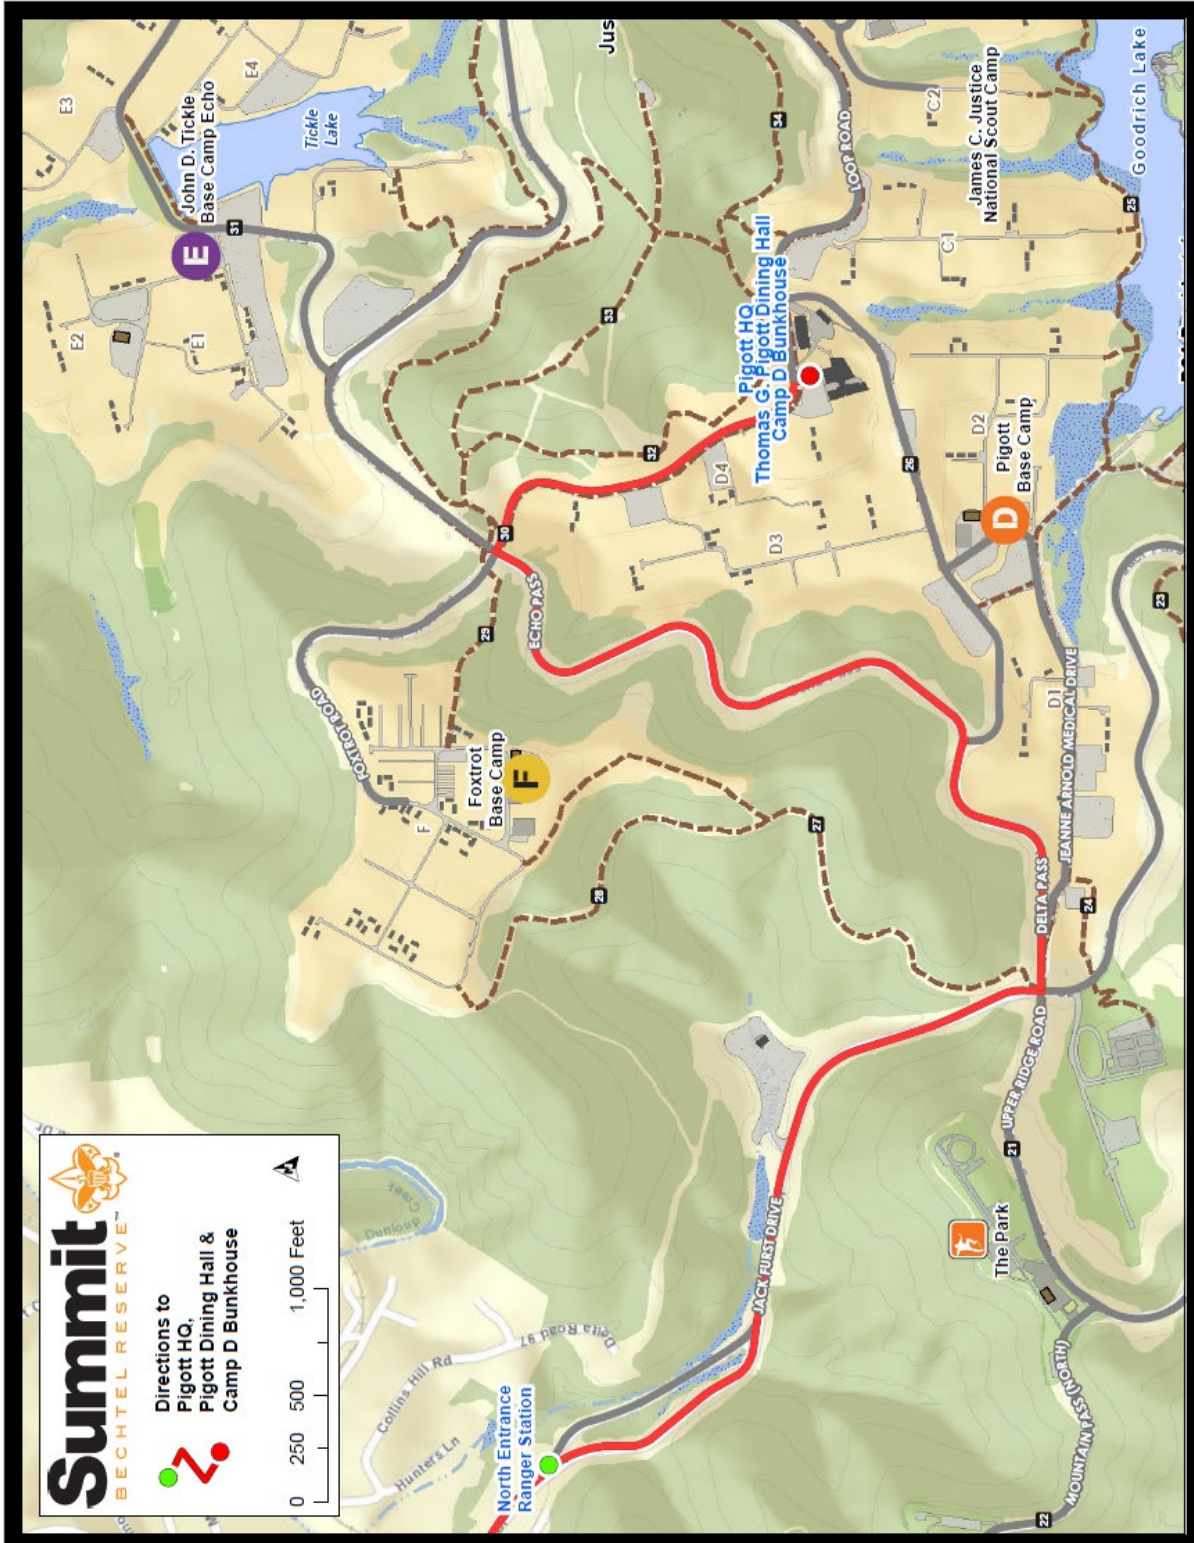 Summit
BECHTEL RESERVE™
®
Directions to
Pigott HQ,
Pigott Dining Hall &
Camp D Bunkhouse
0 250 500 1,000 Feet
North Entrance
Ranger Station
Hunters Ln
Collins Hill Rd
Delta Road 97
Dunloup Creek
JACK FURST DRIVE
The Park
MOUNTAIN PASS (NORTH)
22
21
UPPER RIDGE ROAD
DELTA PASS
24
27
28
F
Foxtrot
Base Camp
F
FOXTROT ROAD
29
ECHO PASS
30
JEANNE ARNOLD MEDICAL DRIVE
D1
23
D
Pigott
Base Camp
D2
D3
D4
26
32
33
34
Pigott HQ
Thomas G. Pigott Dining Hall
Camp D Bunkhouse
LOOP ROAD
C1
C2
James C. Justice
National Scout Camp
25
Goodrich Lake
Jus
E
John D. Tickle
Base Camp Echo
31
E1
E2
E3
E4
Tickle
Lake